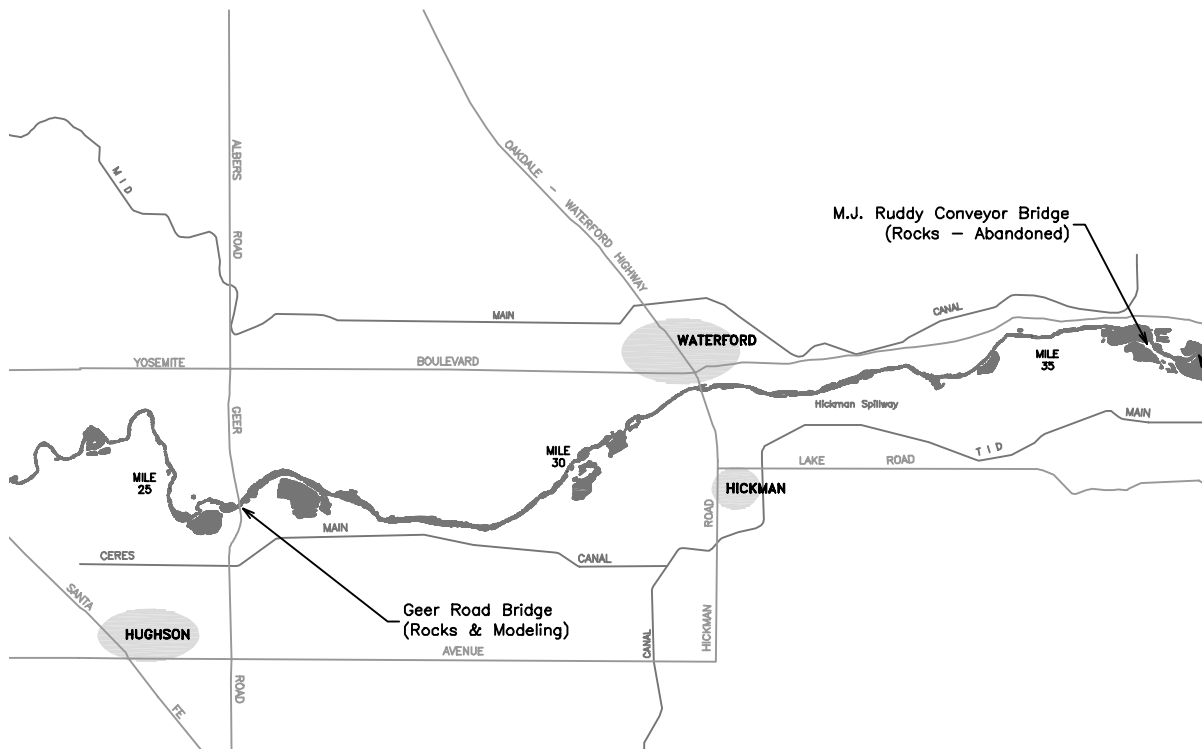 ALBERS
MID
OAKDALE - WATERFORD HIGHWAY
M.J. Ruddy Conveyor Bridge
(Rocks - Abandoned)
ROAD
MAIN
CANAL
WATERFORD
YOSEMITE
BOULEVARD
MILE
35
Hickman Spillway
GEER
MAIN
MILE
30
TID
LAKE
ROAD
MILE
25
HICKMAN
ROAD
MAIN
CERES
CANAL
SANTA
Geer Road Bridge
(Rocks & Modeling)
HUGHSON
AVENUE
CANAL
HICKMAN
ROAD
FE